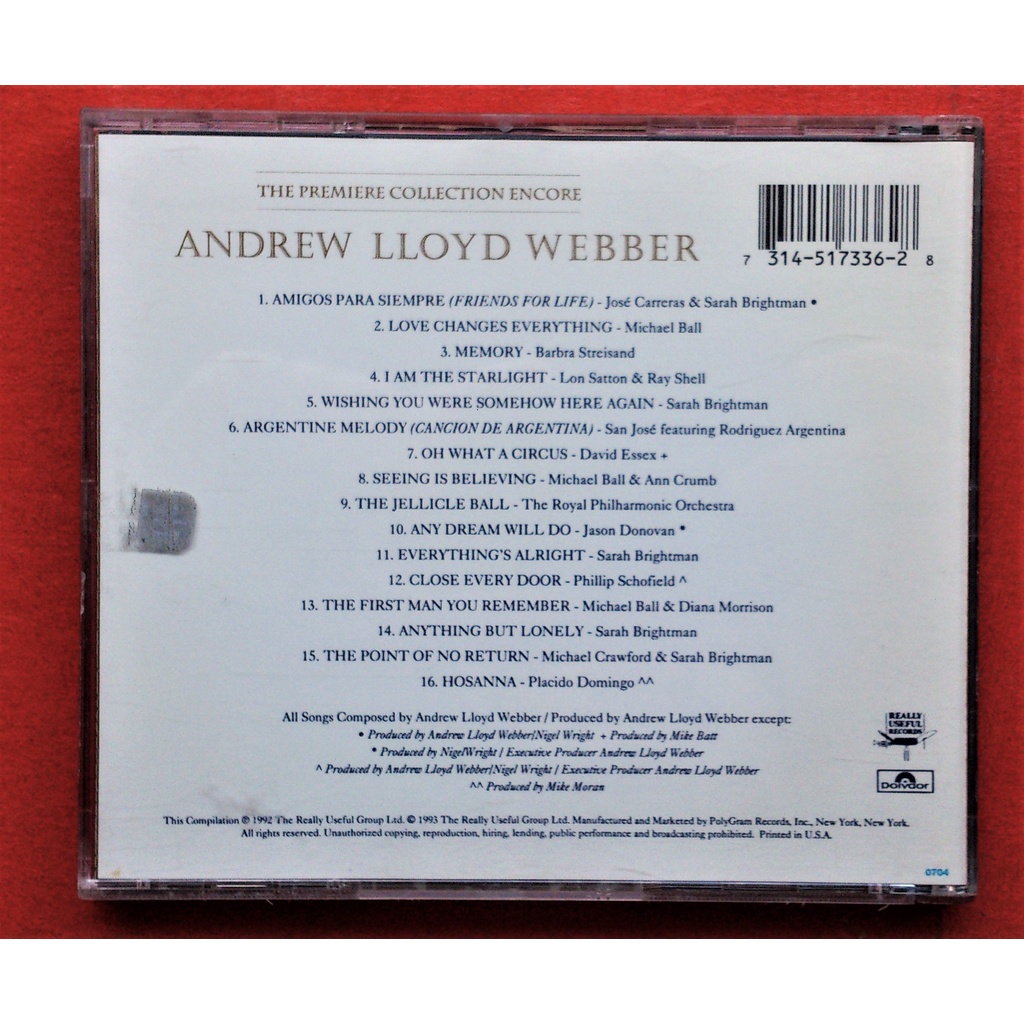 THE PREMIERE COLLECTION ENCORE
ANDREW LLOYD WEBBER
7 314-517336-2 8
1. AMIGOS PARA SIEMPRE (FRIENDS FOR LIFE) - José Carreras & Sarah Brightman •
2. LOVE CHANGES EVERYTHING - Michael Ball
3. MEMORY - Barbra Streisand
4. I AM THE STARLIGHT - Lon Satton & Ray Shell
5. WISHING YOU WERE SOMEHOW HERE AGAIN - Sarah Brightman
6. ARGENTINE MELODY (CANCION DE ARGENTINA) - San José featuring Rodriguez Argentina
7. OH WHAT A CIRCUS - David Essex +
8. SEEING IS BELIEVING - Michael Ball & Ann Crumb
9. THE JELLICLE BALL - The Royal Philharmonic Orchestra
10. ANY DREAM WILL DO - Jason Donovan *
11. EVERYTHING'S ALRIGHT - Sarah Brightman
12. CLOSE EVERY DOOR - Phillip Schofield ^
13. THE FIRST MAN YOU REMEMBER - Michael Ball & Diana Morrison
14. ANYTHING BUT LONELY - Sarah Brightman
15. THE POINT OF NO RETURN - Michael Crawford & Sarah Brightman
16. HOSANNA - Placido Domingo ^^
All Songs Composed by Andrew Lloyd Webber / Produced by Andrew Lloyd Webber except:
• Produced by Andrew Lloyd Webber/Nigel Wright + Produced by Mike Batt
* Produced by NigelWright / Executive Producer Andrew Lloyd Webber
^ Produced by Andrew Lloyd Webber/Nigel Wright / Executive Producer Andrew Lloyd Webber
^^ Produced by Mike Moran
REALLY
USEFUL
RECORDS
Polydor
This Compilation ℗ 1992 The Really Useful Group Ltd. © 1993 The Really Useful Group Ltd. Manufactured and Marketed by PolyGram Records, Inc., New York, New York.
All rights reserved. Unauthorized copying, reproduction, hiring, lending, public performance and broadcasting prohibited. Printed in U.S.A.
0704